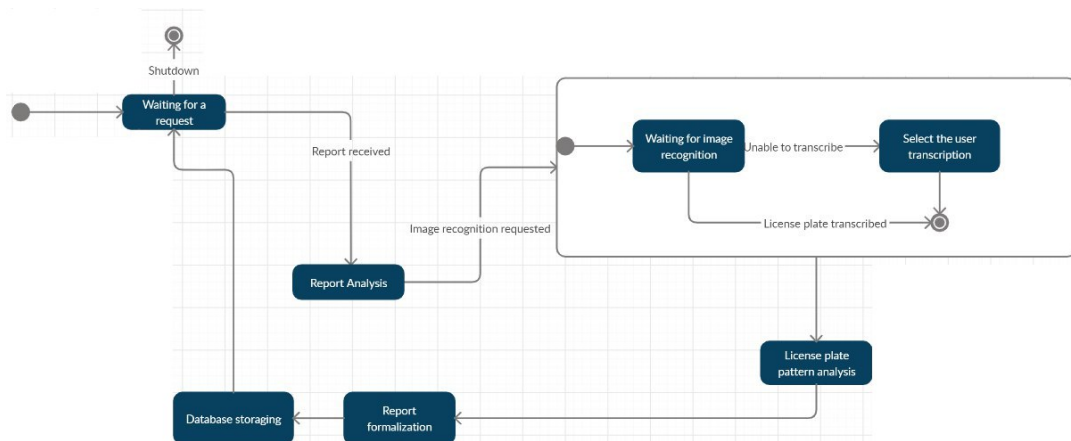 Shutdown
Waiting for a
request
Report received
Report Analysis
Image recognition requested
Waiting for image
recognition
Unable to transcribe
Select the user
transcription
License plate transcribed
License plate
pattern analysis
Report
formalization
Database storaging